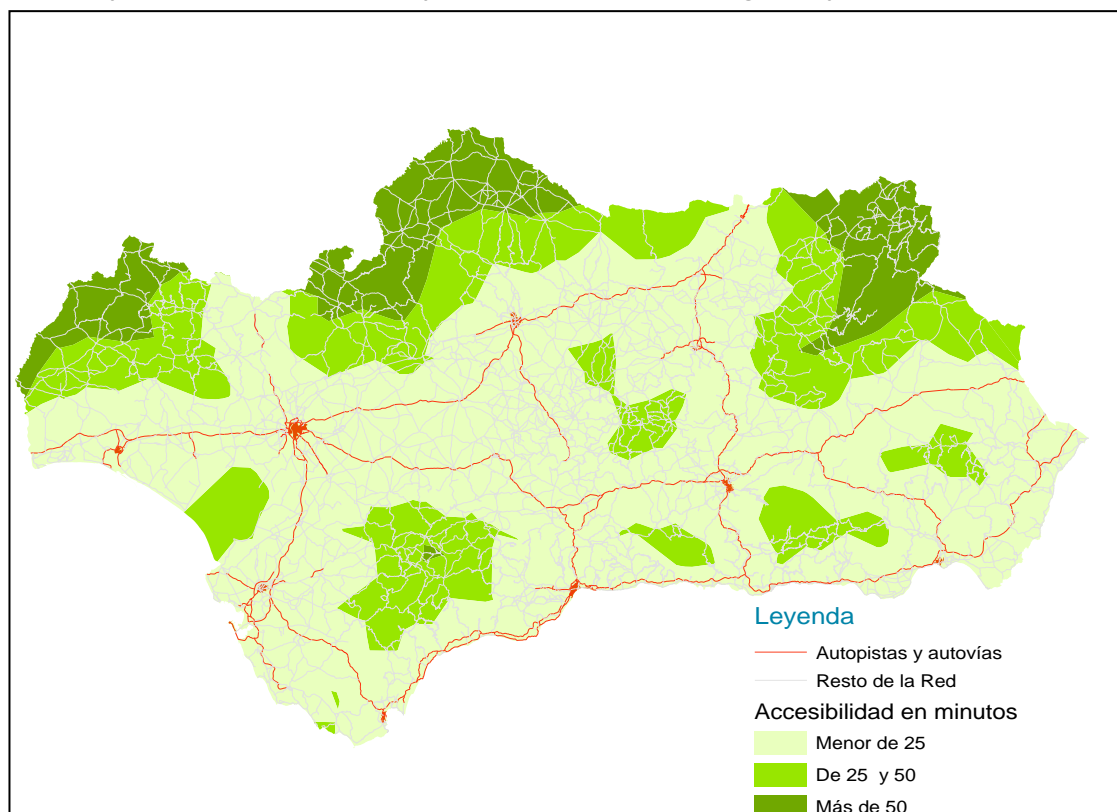 Leyenda
Autopistas y autovías
Resto de la Red
Accesibilidad en minutos
Menor de 25
De 25 y 50
Más de 50